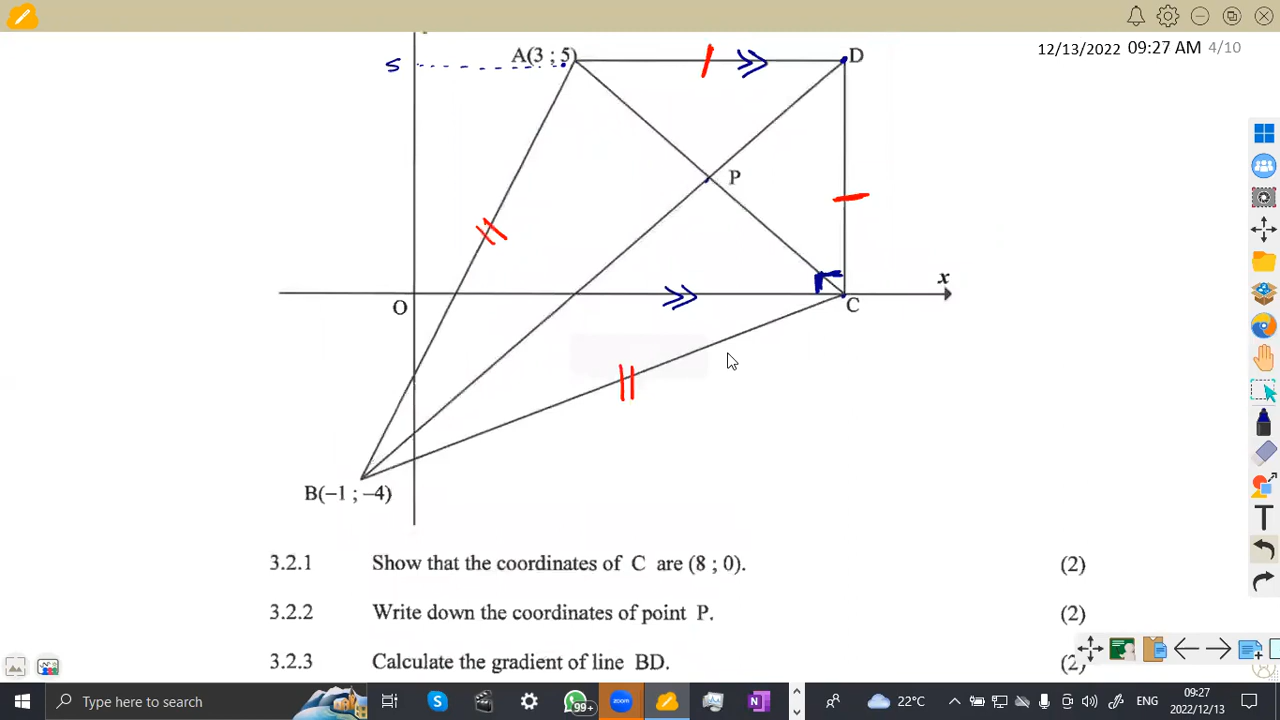 12/13/2022 09:27 AM 4/10
A(3 ; 5)
D
5
P
x
O
C
B(–1 ; –4)
3.2.1 Show that the coordinates of C are (8 ; 0). (2)
3.2.2 Write down the coordinates of point P. (2)
3.2.3 Calculate the gradient of line BD. (2)
T
Type here to search
99+
zoom
N
22°C
ENG
09:27
2022/12/13